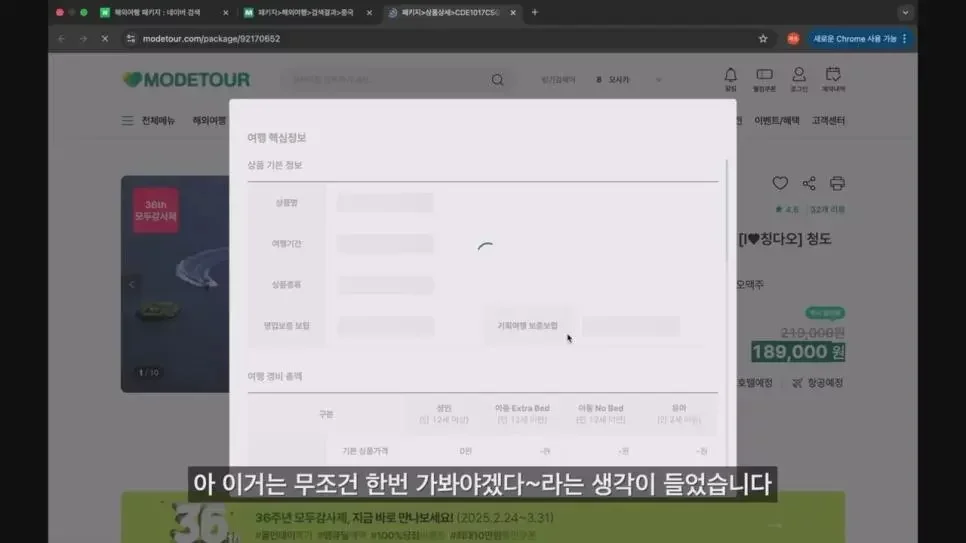 해외여행 패키지 : 네이버 검색
패키지>해외여행>검색결과>중국
패키지>상품상세>CDE1017CS
modetour.com/package/92170652
새로운 Chrome 사용 가능
MODETOUR
인기검색어 8 오사카
알림
로그인
예약내역
전체메뉴
해외여행
이벤트/혜택
고객센터
여행 핵심정보
상품 기본 정보
상품명
여행기간
상품종류
영업보증 보험
기획여행 보증보험
여행 경비 총액
구분
성인
(만 12세 이상)
아동 Extra Bed
(만 12세 미만)
아동 No Bed
(만 12세 미만)
유아
(만 2세 미만)
기본 상품가격
0원
-원
-원
-원
36th
모두감사제
1 / 10
4.6
32개 리뷰
[I♥칭다오] 청도
오맥주
219,000원
189,000 원
호텔예정
항공예정
아 이거는 무조건 한번 가봐야겠다~라는 생각이 들었습니다
36th
36주년 모두감사제, 지금 바로 만나보세요! (2025.2.24~3.31)